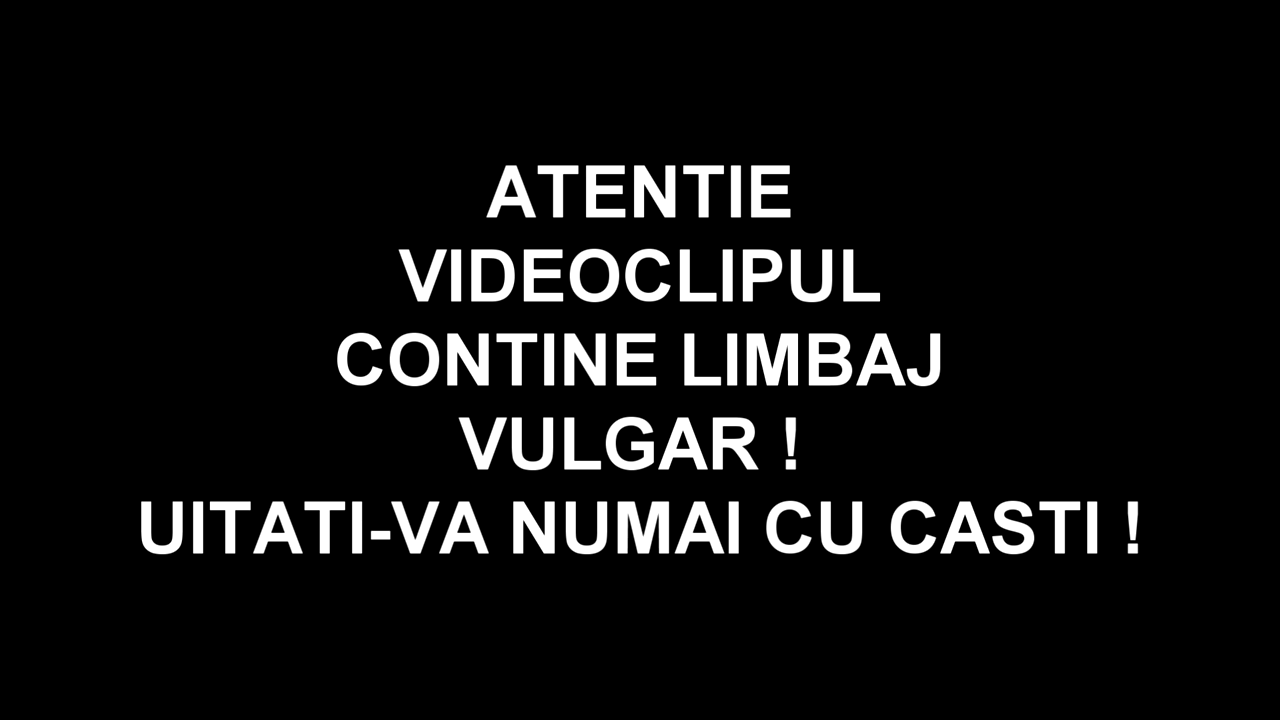 ATENTIE
VIDEOCLIPUL
CONTINE LIMBAJ
VULGAR !
UITATI-VA NUMAI CU CASTI !